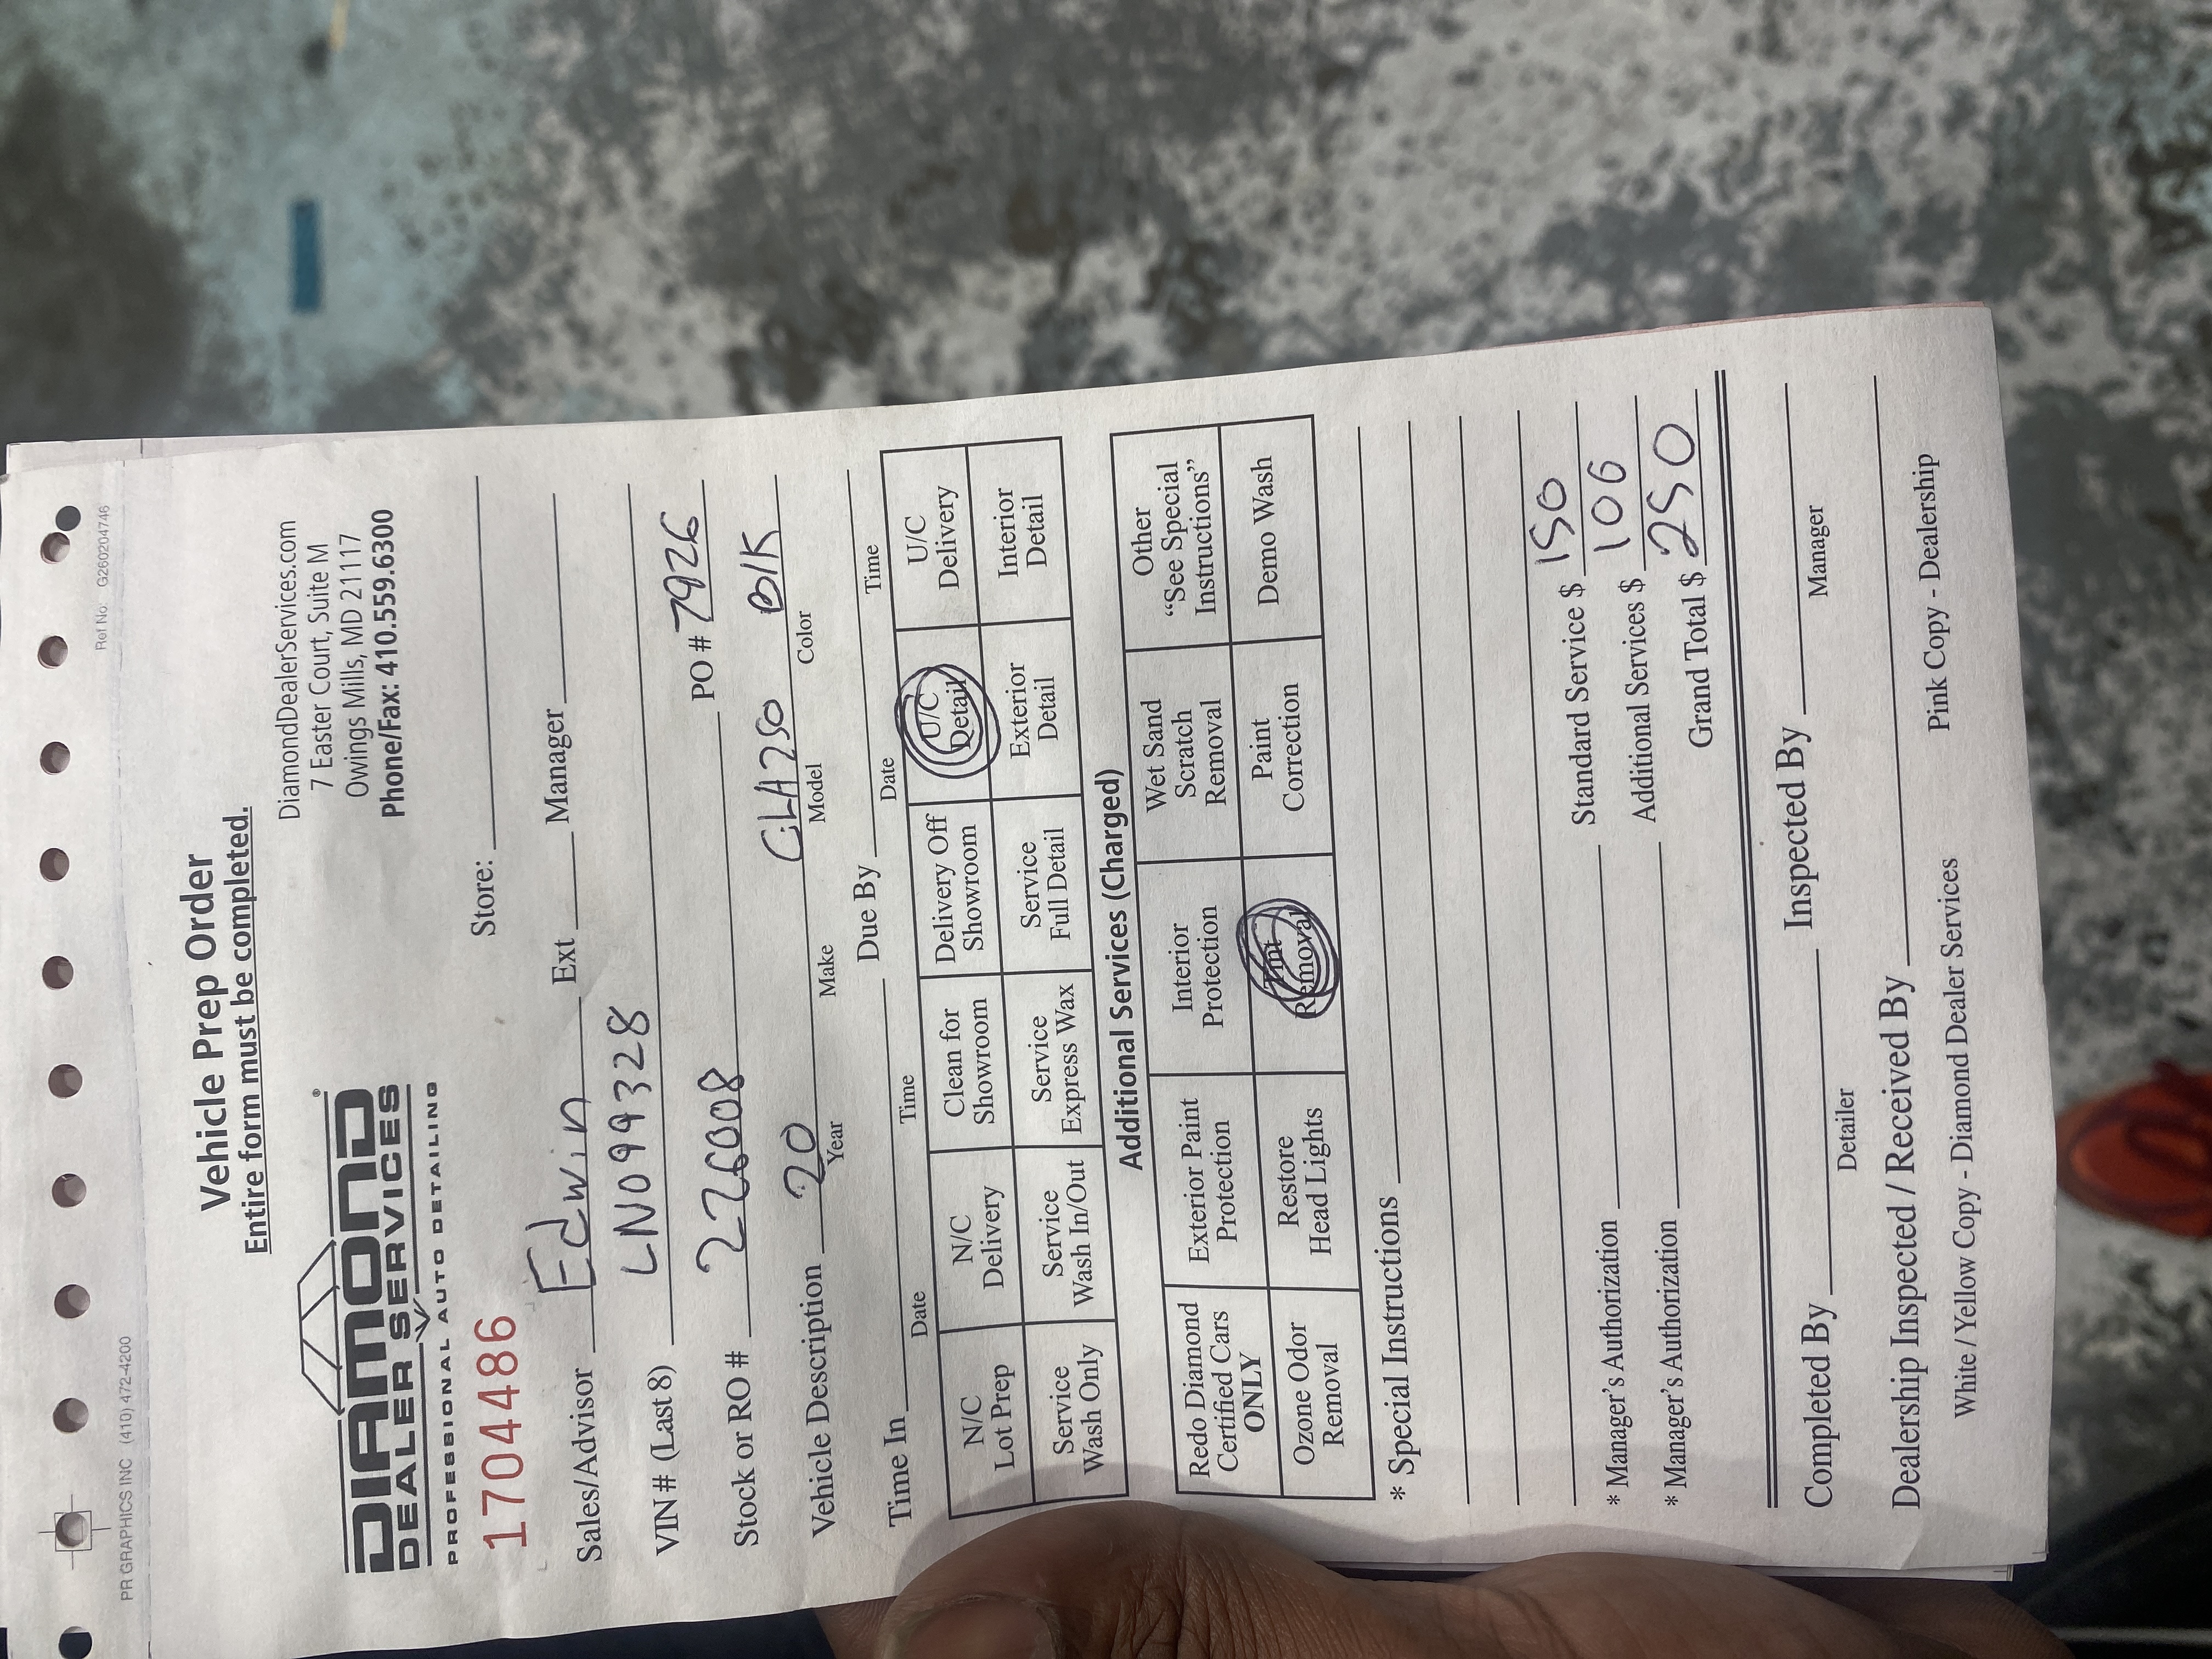 PR GRAPHICS INC (410) 472-4200 Ref No: G260204746
Vehicle Prep Order
Entire form must be completed.
DIAMOND®
DEALER SERVICES
PROFESSIONAL AUTO DETAILING
DiamondDealerServices.com
7 Easter Court, Suite M
Owings Mills, MD 21117
Phone/Fax: 410.559.6300
1704486
Store:
Sales/Advisor Edwin Ext Manager
VIN # (Last 8) LN099328
Stock or RO # 226008 PO # 7926
Vehicle Description 20 CLA250 BlK
Year Make Model Color
Time In Due By
Date Time Date Time
N/C Lot Prep
N/C Delivery
Clean for Showroom
Delivery Off Showroom
U/C Detail
U/C Delivery
Service Wash Only
Service Wash In/Out
Service Express Wax
Service Full Detail
Exterior Detail
Interior Detail
Additional Services (Charged)
Redo Diamond Certified Cars ONLY
Exterior Paint Protection
Interior Protection
Wet Sand Scratch Removal
Other “See Special Instructions”
Ozone Odor Removal
Restore Head Lights
Tint Removal
Paint Correction
Demo Wash
* Special Instructions
* Manager's Authorization Standard Service $ 150
* Manager's Authorization Additional Services $ 100
Grand Total $ 250
Completed By Inspected By
Detailer Manager
Dealership Inspected / Received By
White / Yellow Copy - Diamond Dealer Services Pink Copy - Dealership